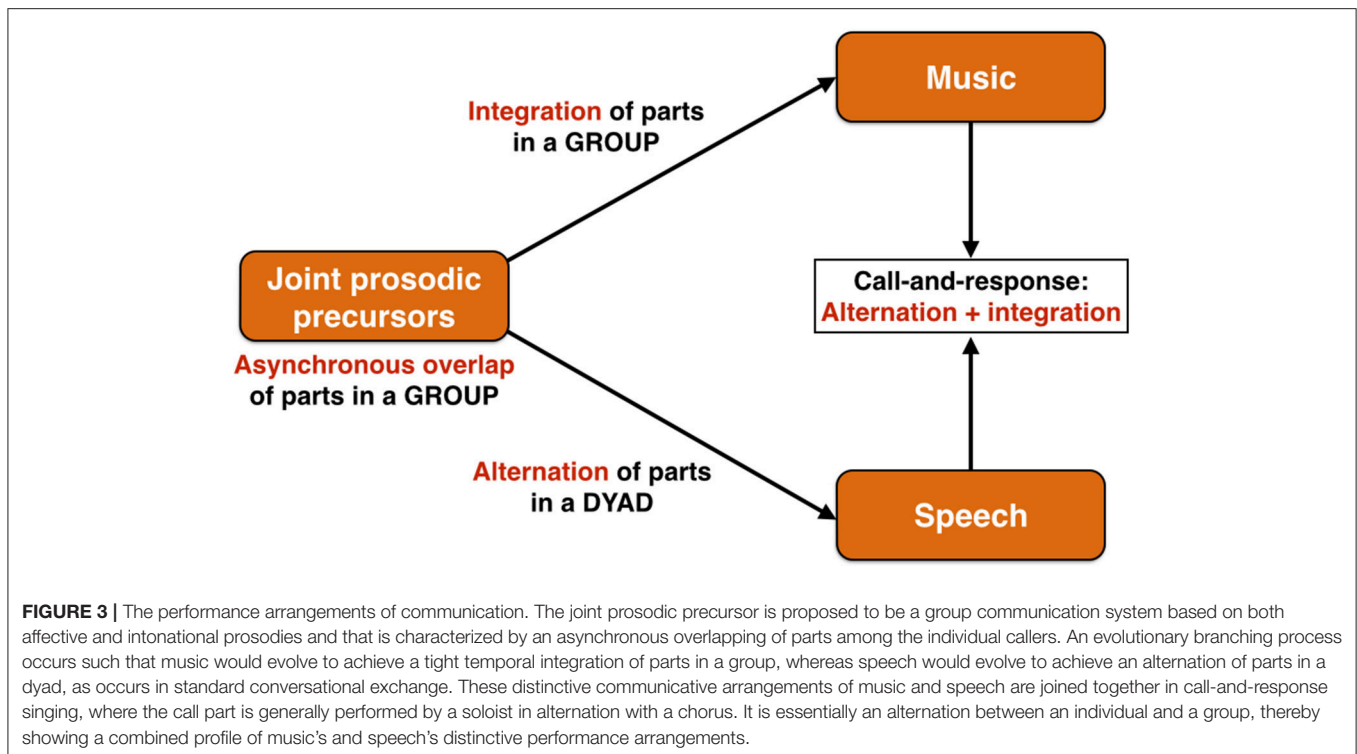 Music
Integration of parts
in a GROUP
Joint prosodic
precursors
Call-and-response:
Alternation + integration
Asynchronous overlap
of parts in a GROUP
Alternation of parts
in a DYAD
Speech
FIGURE 3 | The performance arrangements of communication. The joint prosodic precursor is proposed to be a group communication system based on both
affective and intonational prosodies and that is characterized by an asynchronous overlapping of parts among the individual callers. An evolutionary branching process
occurs such that music would evolve to achieve a tight temporal integration of parts in a group, whereas speech would evolve to achieve an alternation of parts in a
dyad, as occurs in standard conversational exchange. These distinctive communicative arrangements of music and speech are joined together in call-and-response
singing, where the call part is generally performed by a soloist in alternation with a chorus. It is essentially an alternation between an individual and a group, thereby
showing a combined profile of music's and speech's distinctive performance arrangements.